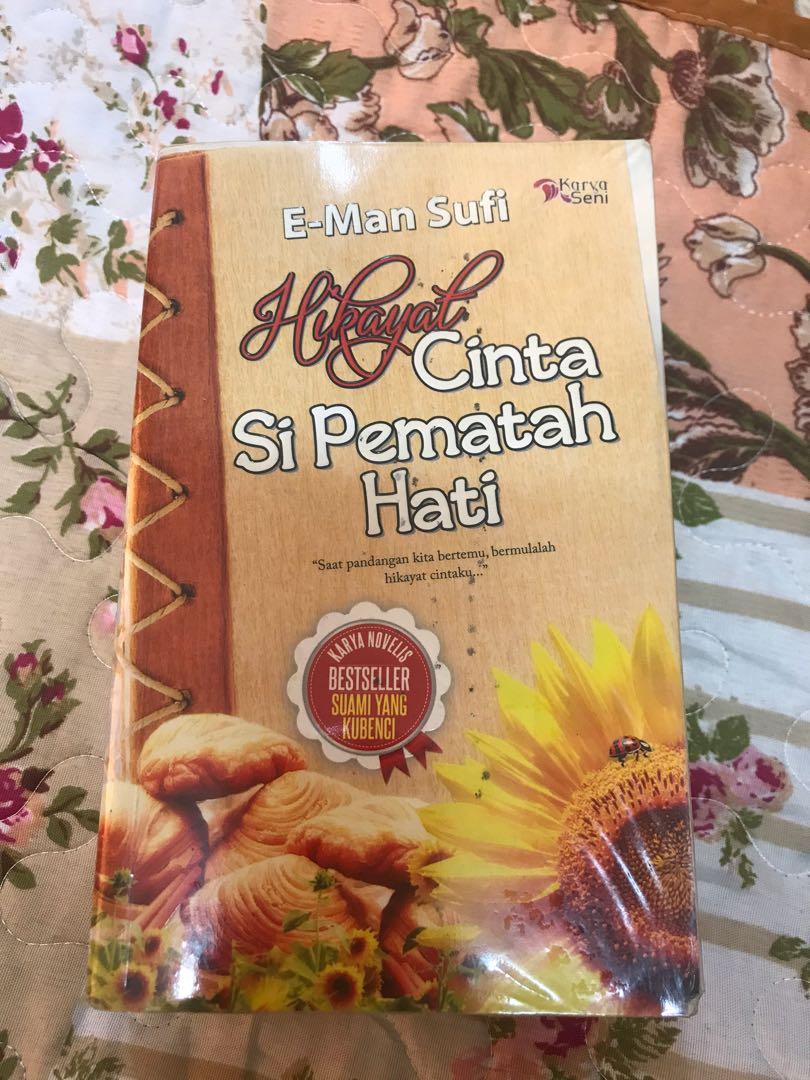 Karya
Seni
E-Man Sufi
Hikayat
Cinta
Si Pematah
Hati
"Saat pandangan kita bertemu, bermulalah
hikayat cintaku..."
KARYA NOVELIS
BESTSELLER
SUAMI YANG
KUBENCI